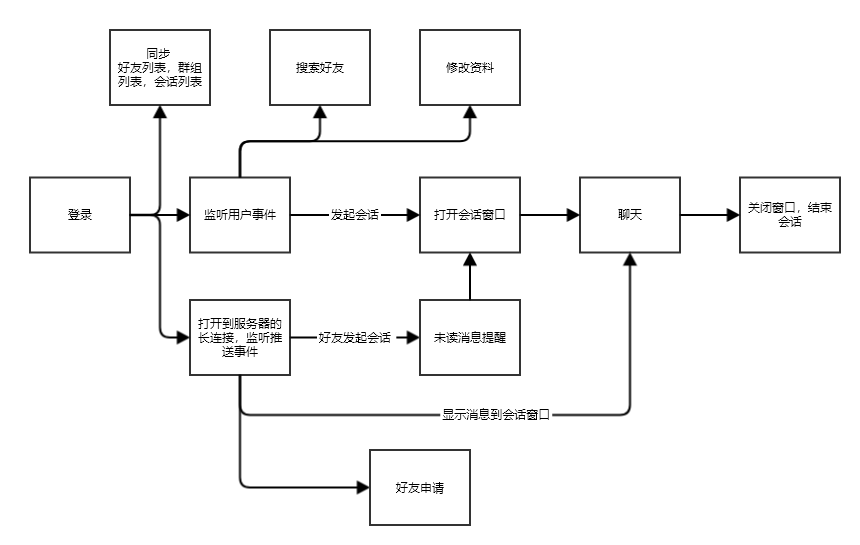 同步
好友列表，群组
列表，会话列表
搜索好友
修改资料
登录
监听用户事件
发起会话
打开会话窗口
聊天
关闭窗口，结束
会话
打开到服务器的
长连接，监听推
送事件
好友发起会话
未读消息提醒
显示消息到会话窗口
好友申请